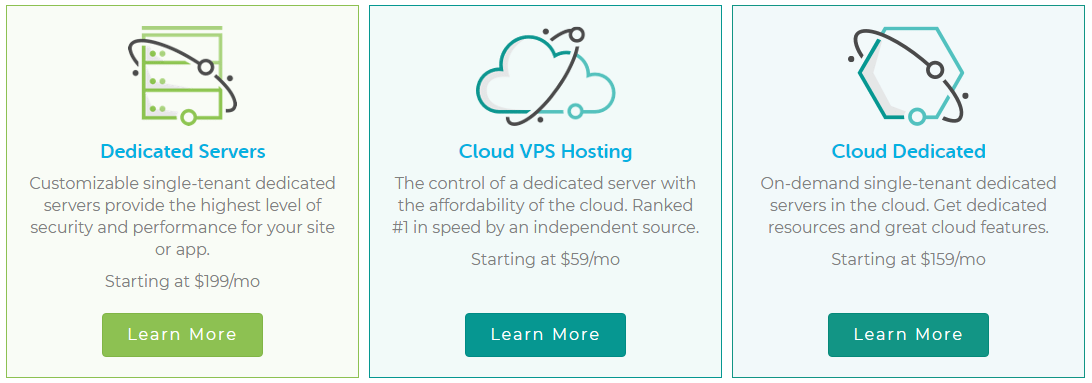 Dedicated Servers
Customizable single-tenant dedicated
servers provide the highest level of
security and performance for your site
or app.
Starting at $199/mo
Learn More
Cloud VPS Hosting
The control of a dedicated server with
the affordability of the cloud. Ranked
#1 in speed by an independent source.
Starting at $59/mo
Learn More
Cloud Dedicated
On-demand single-tenant dedicated
servers in the cloud. Get dedicated
resources and great cloud features.
Starting at $159/mo
Learn More